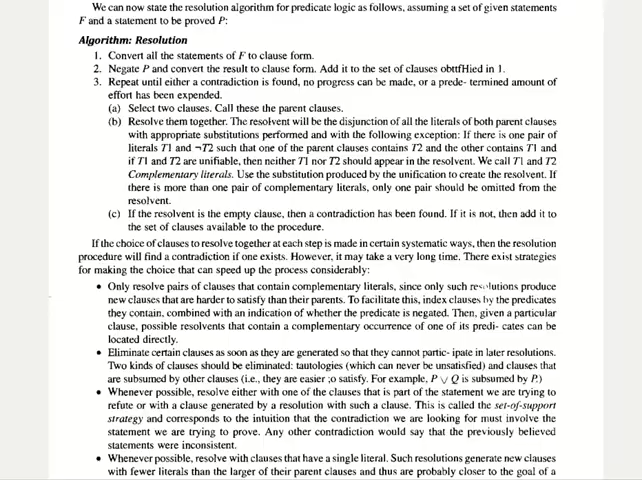 We can now state the resolution algorithm for predicate logic as follows, assuming a set of given statements
F and a statement to be proved P:
Algorithm: Resolution
1. Convert all the statements of F to clause form.
2. Negate P and convert the result to clause form. Add it to the set of clauses obttfHied in 1.
3. Repeat until either a contradiction is found, no progress can be made, or a prede- termined amount of
effort has been expended.
(a) Select two clauses. Call these the parent clauses.
(b) Resolve them together. The resolvent will be the disjunction of all the literals of both parent clauses
with appropriate substitutions performed and with the following exception: If there is one pair of
literals T1 and ¬T2 such that one of the parent clauses contains T2 and the other contains T1 and
if T1 and T2 are unifiable, then neither T1 nor T2 should appear in the resolvent. We call T1 and T2
Complementary literals. Use the substitution produced by the unification to create the resolvent. If
there is more than one pair of complementary literals, only one pair should be omitted from the
resolvent.
(c) If the resolvent is the empty clause, then a contradiction has been found. If it is not, then add it to
the set of clauses available to the procedure.
If the choice of clauses to resolve together at each step is made in certain systematic ways, then the resolution
procedure will find a contradiction if one exists. However, it may take a very long time. There exist strategies
for making the choice that can speed up the process considerably:
• Only resolve pairs of clauses that contain complementary literals, since only such resolutions produce
new clauses that are harder to satisfy than their parents. To facilitate this, index clauses by the predicates
they contain, combined with an indication of whether the predicate is negated. Then, given a particular
clause, possible resolvents that contain a complementary occurrence of one of its predi- cates can be
located directly.
• Eliminate certain clauses as soon as they are generated so that they cannot partic- ipate in later resolutions.
Two kinds of clauses should be eliminated: tautologies (which can never be unsatisfied) and clauses that
are subsumed by other clauses (i.e., they are easier ;o satisfy. For example, P ∨ Q is subsumed by P.)
• Whenever possible, resolve either with one of the clauses that is part of the statement we are trying to
refute or with a clause generated by a resolution with such a clause. This is called the set-of-support
strategy and corresponds to the intuition that the contradiction we are looking for must involve the
statement we are trying to prove. Any other contradiction would say that the previously believed
statements were inconsistent.
• Whenever possible, resolve with clauses that have a single literal. Such resolutions generate new clauses
with fewer literals than the larger of their parent clauses and thus are probably closer to the goal of a